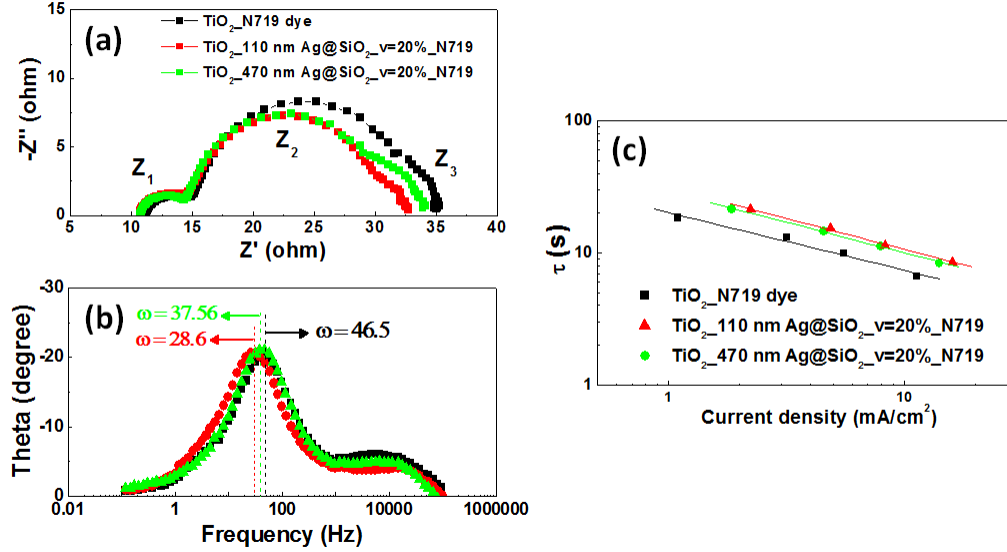 (a)
TiO₂_N719 dye
TiO₂_110 nm Ag@SiO₂_v=20%_N719
TiO₂_470 nm Ag@SiO₂_v=20%_N719
15
10
5
0
-Z'' (ohm)
Z₁
Z₂
Z₃
5 10 15 20 25 30 35 40
Z' (ohm)
(b)
-30
-20
-10
0
Theta (degree)
ω=37.56
ω=28.6
ω=46.5
0.01 1 100 10000 1000000
Frequency (Hz)
(c)
100
10
1
τ (s)
TiO₂_N719 dye
TiO₂_110 nm Ag@SiO₂_v=20%_N719
TiO₂_470 nm Ag@SiO₂_v=20%_N719
1 10
Current density (mA/cm²)